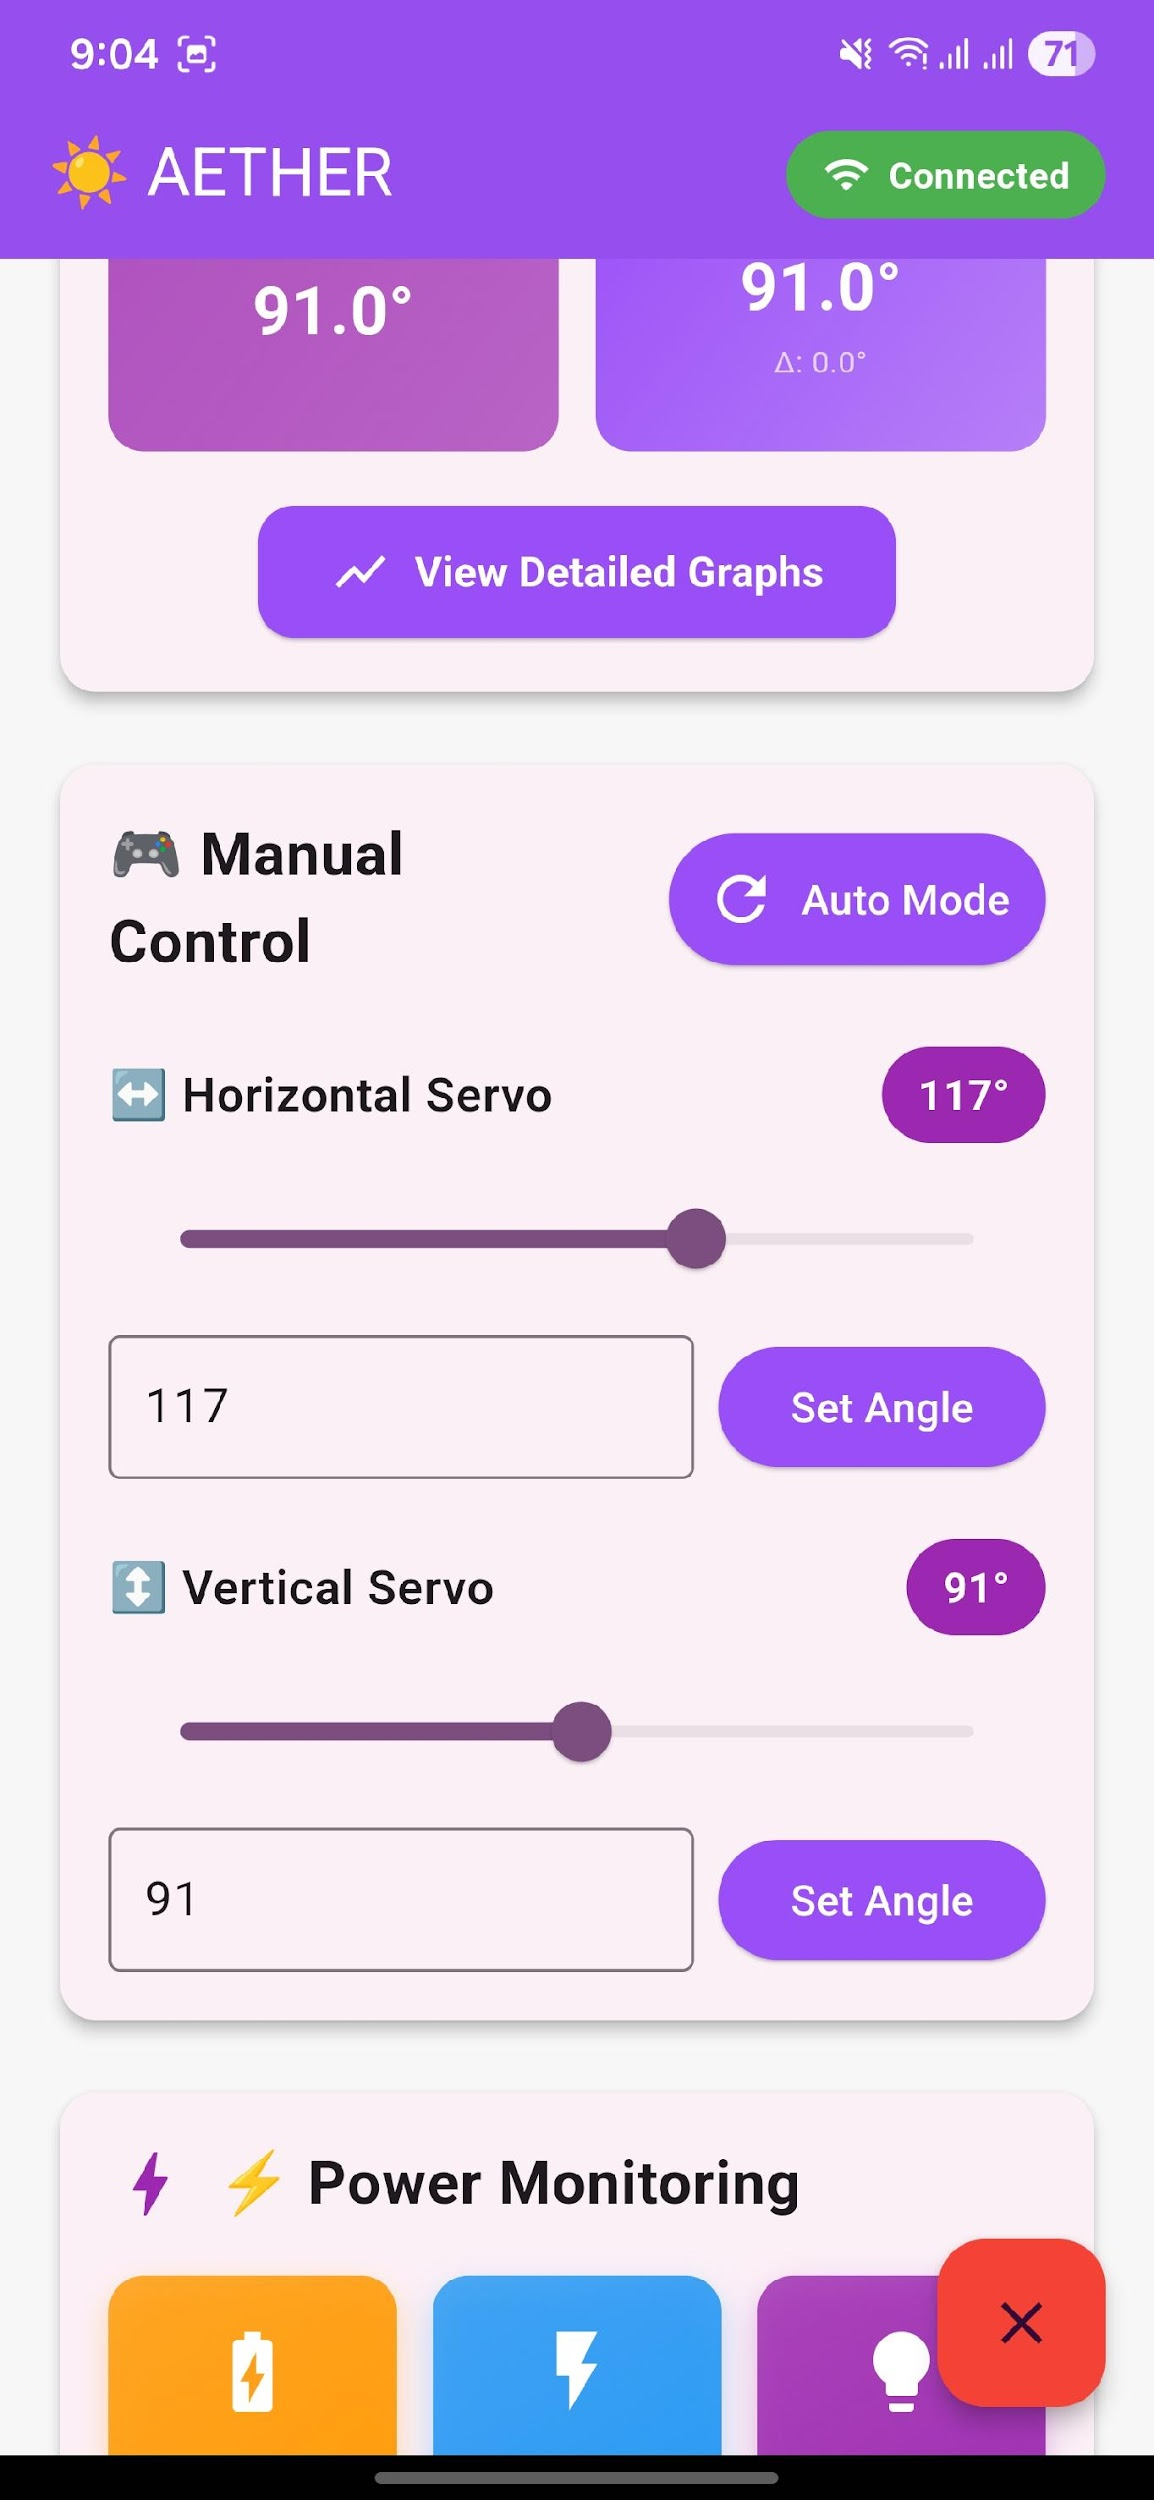 9:04
71
AETHER
Connected
91.0°
91.0°
Δ: 0.0°
View Detailed Graphs
Manual
Control
Auto Mode
Horizontal Servo
117°
117
Set Angle
Vertical Servo
91°
91
Set Angle
Power Monitoring